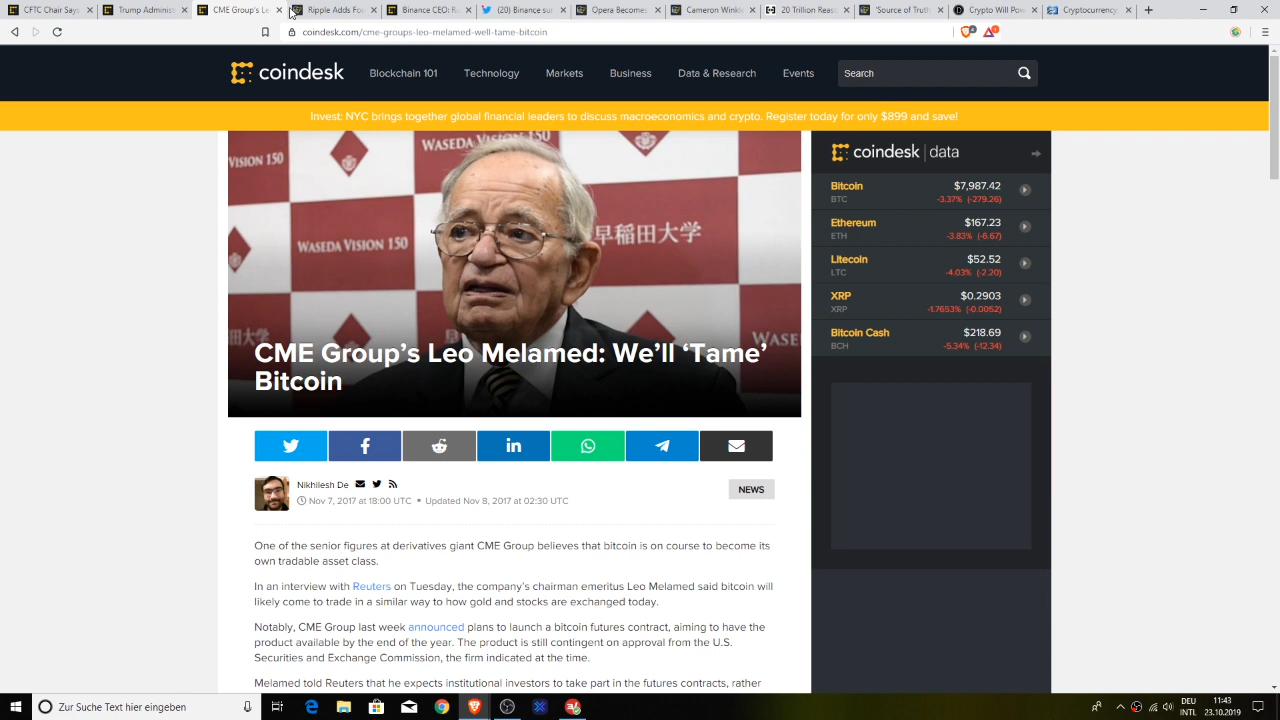 CFTC Chair Says
Trump Administra
CME Group's Le
Ripple Adds Fo
Binance CEO: R
(20) Bitcoin sur
Opera Becomes
Cameron Winkle
20 Trillion Reas
'Source of Truth
Crypto Will Pow
Cryptocurrency
coindesk.com/cme-groups-leo-melamed-well-tame-bitcoin
coindesk
Blockchain 101
Technology
Markets
Business
Data & Research
Events
Search
Invest: NYC brings together global financial leaders to discuss macroeconomics and crypto. Register today for only $899 and save!
VISION 150
WASEDA VISION 150
WASEDA VISION 150
早稲田大学
WASE
CME Group's Leo Melamed: We'll 'Tame'
Bitcoin
Nikhilesh De
Nov 7, 2017 at 18:00 UTC • Updated Nov 8, 2017 at 02:30 UTC
NEWS
One of the senior figures at derivatives giant CME Group believes that bitcoin is on course to become its
own tradable asset class.
In an interview with Reuters on Tuesday, the company's chairman emeritus Leo Melamed said bitcoin will
likely come to trade in a similar way to how gold and stocks are exchanged today.
Notably, CME Group last week announced plans to launch a bitcoin futures contract, aiming to have the
product available by the end of the year. The product is still contingent on approval from the U.S.
Securities and Exchange Commission, the firm indicated at the time.
Melamed told Reuters that he expects institutional investors to take part in the futures contracts, rather
coindesk | data
Bitcoin $7,987.42
BTC -3.37% (-279.26)
Ethereum $167.23
ETH -3.83% (-6.67)
Litecoin $52.52
LTC -4.03% (-2.20)
XRP $0.2903
XRP -1.7653% (-0.0052)
Bitcoin Cash $218.69
BCH -5.34% (-12.34)
Zur Suche Text hier eingeben
DEU
INTL
11:43
23.10.2019